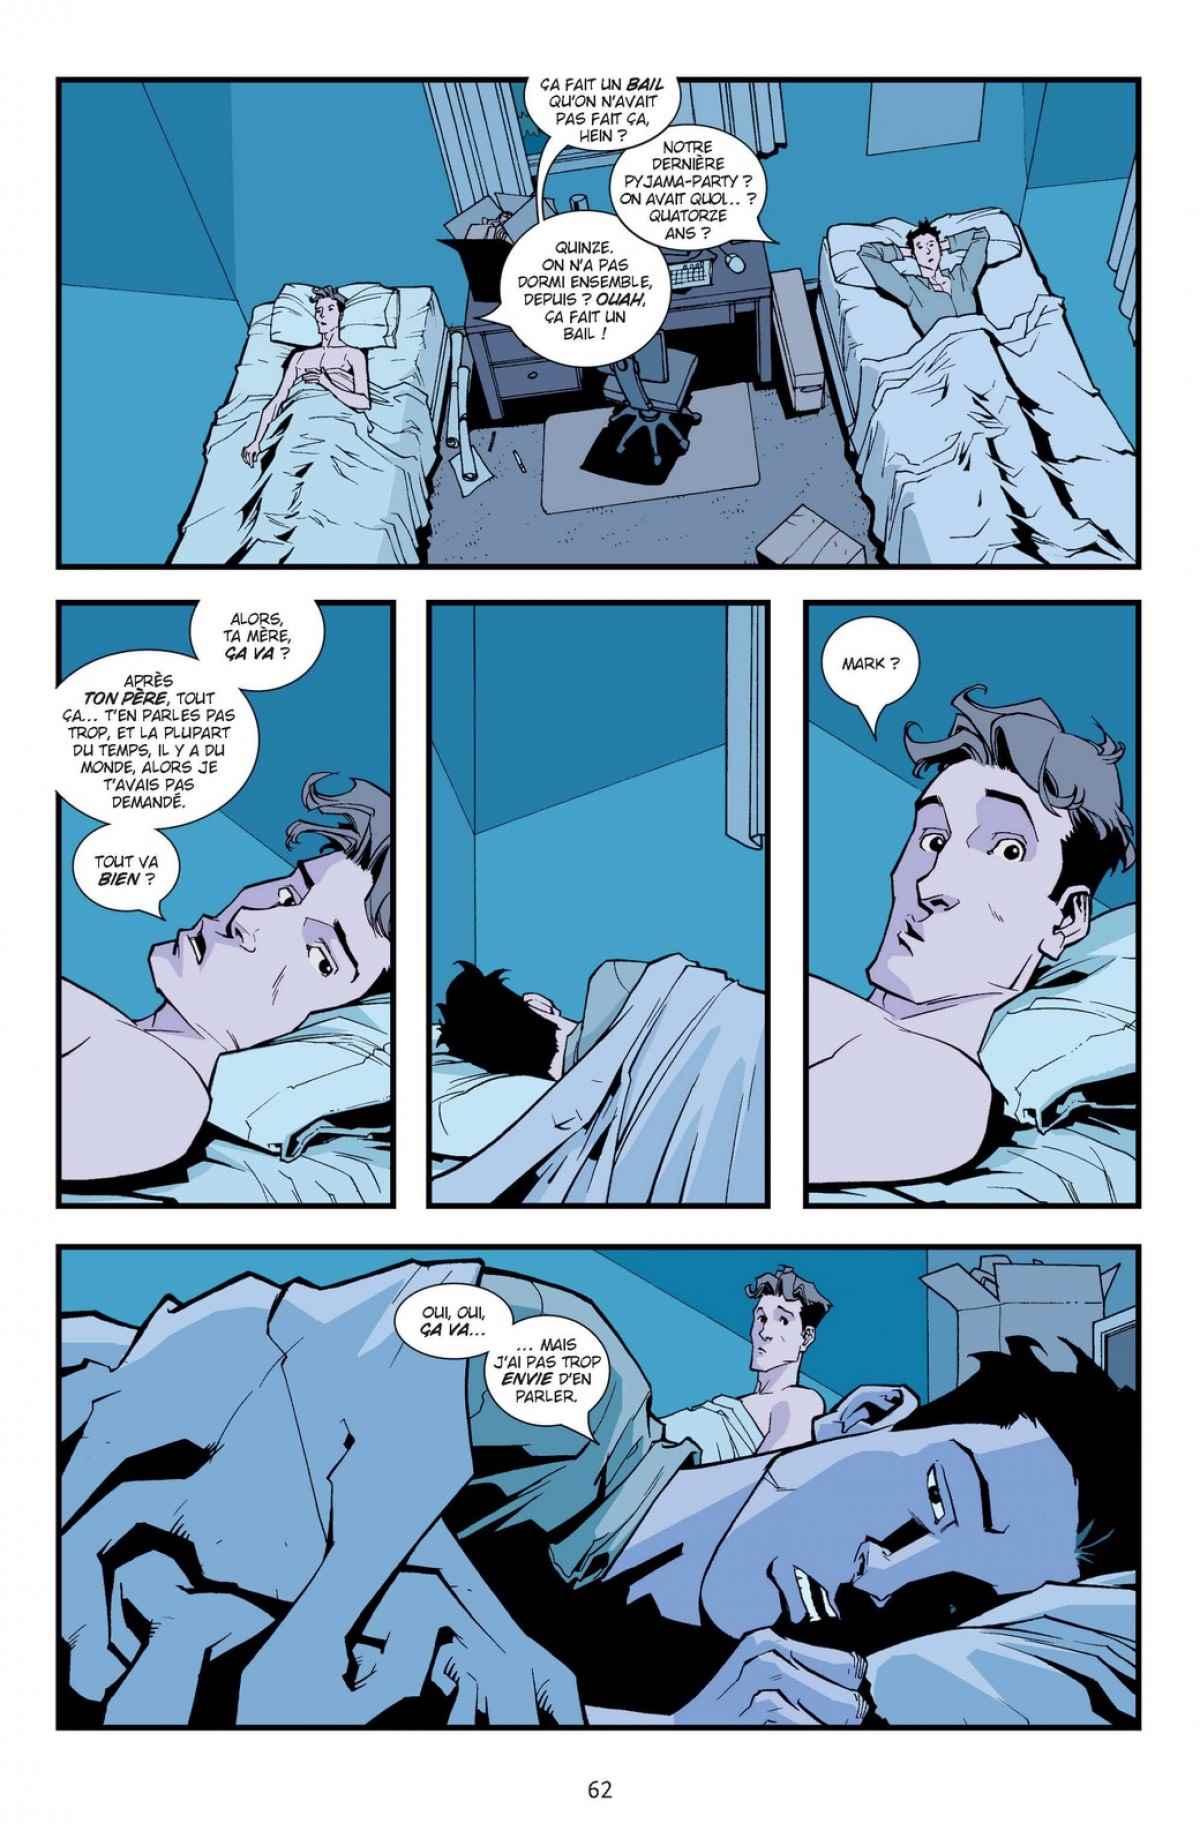 ÇA FAIT UN BAIL
QU'ON N'AVAIT
PAS FAIT ÇA,
HEIN ?
NOTRE
DERNIÈRE
PYJAMA-PARTY ?
ON AVAIT QUOI... ?
QUATORZE
ANS ?
QUINZE.
ON N'A PAS
DORMI ENSEMBLE,
DEPUIS ? OUAH,
ÇA FAIT UN
BAIL !
ALORS,
TA MÈRE,
ÇA VA ?
APRÈS
TON PÈRE, TOUT
ÇA... T'EN PARLES PAS
TROP, ET LA PLUPART
DU TEMPS, IL Y A DU
MONDE, ALORS JE
T'AVAIS PAS
DEMANDÉ.
TOUT VA
BIEN ?
MARK ?
OUI, OUI,
ÇA VA...
... MAIS
J'AI PAS TROP
ENVIE D'EN
PARLER.
62